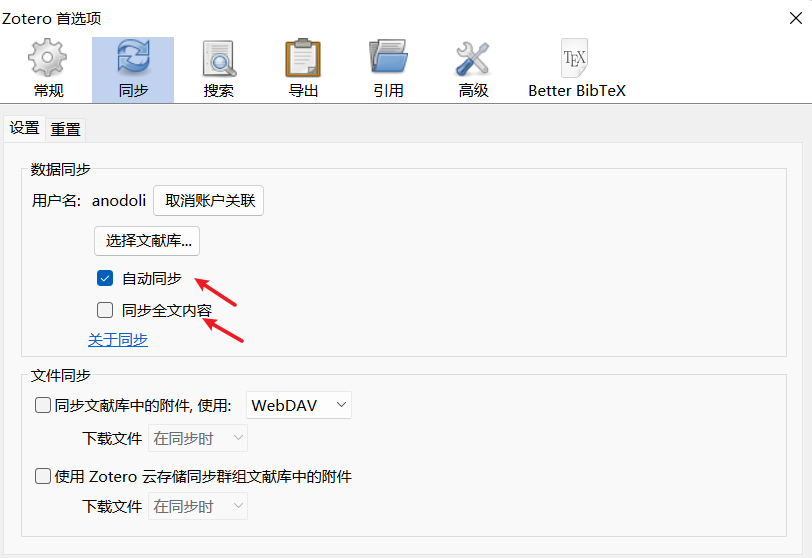 Zotero 首选项
常规 同步 搜索 导出 引用 高级 Better BibTeX
设置 重置
数据同步
用户名: anodoli 取消账户关联
选择文献库...
自动同步
同步全文内容
关于同步
文件同步
同步文献库中的附件, 使用: WebDAV
下载文件 在同步时
使用 Zotero 云存储同步群组文献库中的附件
下载文件 在同步时